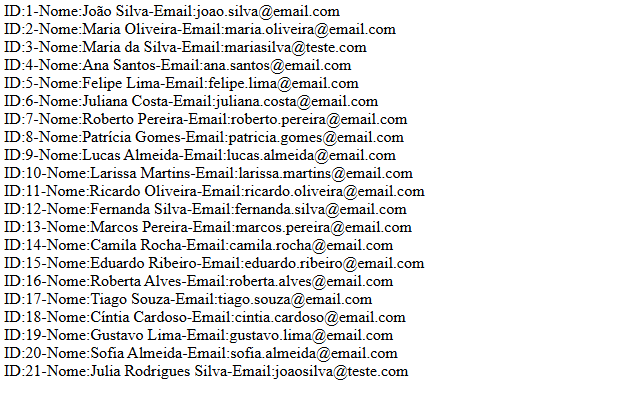 ID:1-Nome:João Silva-Email:joao.silva@email.com
ID:2-Nome:Maria Oliveira-Email:maria.oliveira@email.com
ID:3-Nome:Maria da Silva-Email:mariasilva@teste.com
ID:4-Nome:Ana Santos-Email:ana.santos@email.com
ID:5-Nome:Felipe Lima-Email:felipe.lima@email.com
ID:6-Nome:Juliana Costa-Email:juliana.costa@email.com
ID:7-Nome:Roberto Pereira-Email:roberto.pereira@email.com
ID:8-Nome:Patrícia Gomes-Email:patricia.gomes@email.com
ID:9-Nome:Lucas Almeida-Email:lucas.almeida@email.com
ID:10-Nome:Larissa Martins-Email:larissa.martins@email.com
ID:11-Nome:Ricardo Oliveira-Email:ricardo.oliveira@email.com
ID:12-Nome:Fernanda Silva-Email:fernanda.silva@email.com
ID:13-Nome:Marcos Pereira-Email:marcos.pereira@email.com
ID:14-Nome:Camila Rocha-Email:camila.rocha@email.com
ID:15-Nome:Eduardo Ribeiro-Email:eduardo.ribeiro@email.com
ID:16-Nome:Roberta Alves-Email:roberta.alves@email.com
ID:17-Nome:Tiago Souza-Email:tiago.souza@email.com
ID:18-Nome:Cíntia Cardoso-Email:cintia.cardoso@email.com
ID:19-Nome:Gustavo Lima-Email:gustavo.lima@email.com
ID:20-Nome:Sofia Almeida-Email:sofia.almeida@email.com
ID:21-Nome:Julia Rodrigues Silva-Email:joaosilva@teste.com